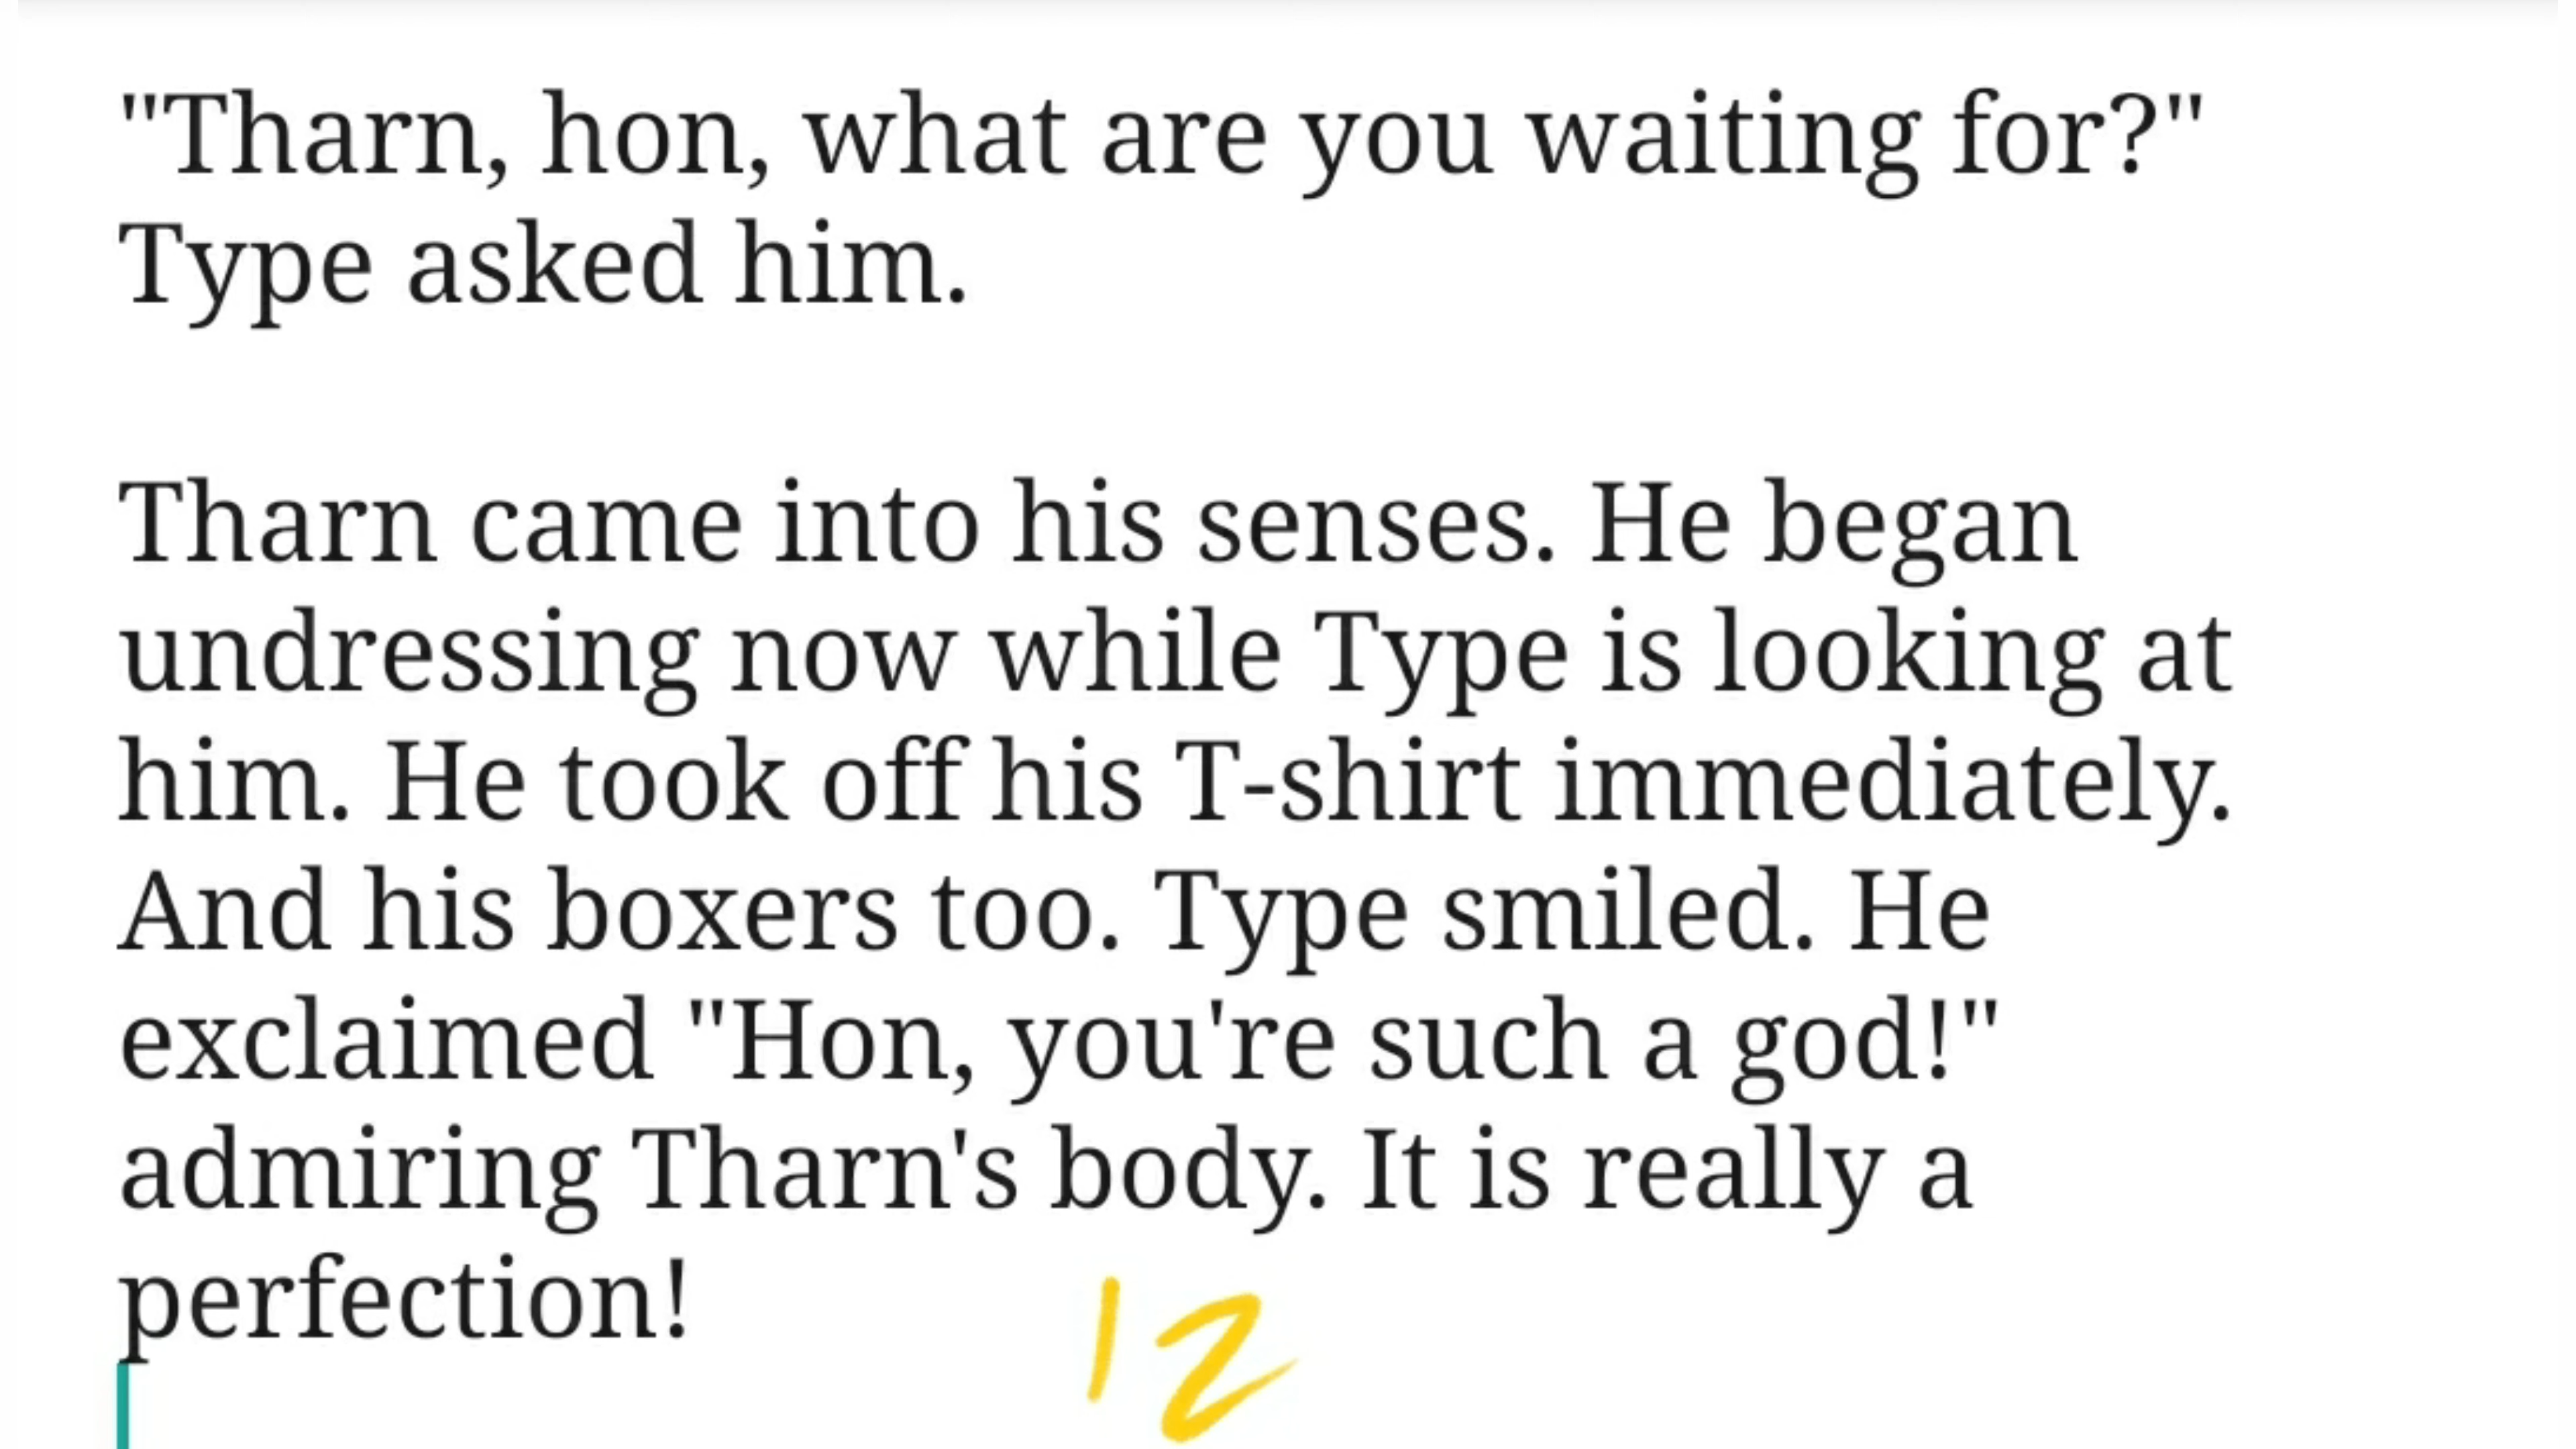 "Tharn, hon, what are you waiting for?"
Type asked him.
Tharn came into his senses. He began
undressing now while Type is looking at
him. He took off his T-shirt immediately.
And his boxers too. Type smiled. He
exclaimed "Hon, you're such a god!"
admiring Tharn's body. It is really a
perfection!
12